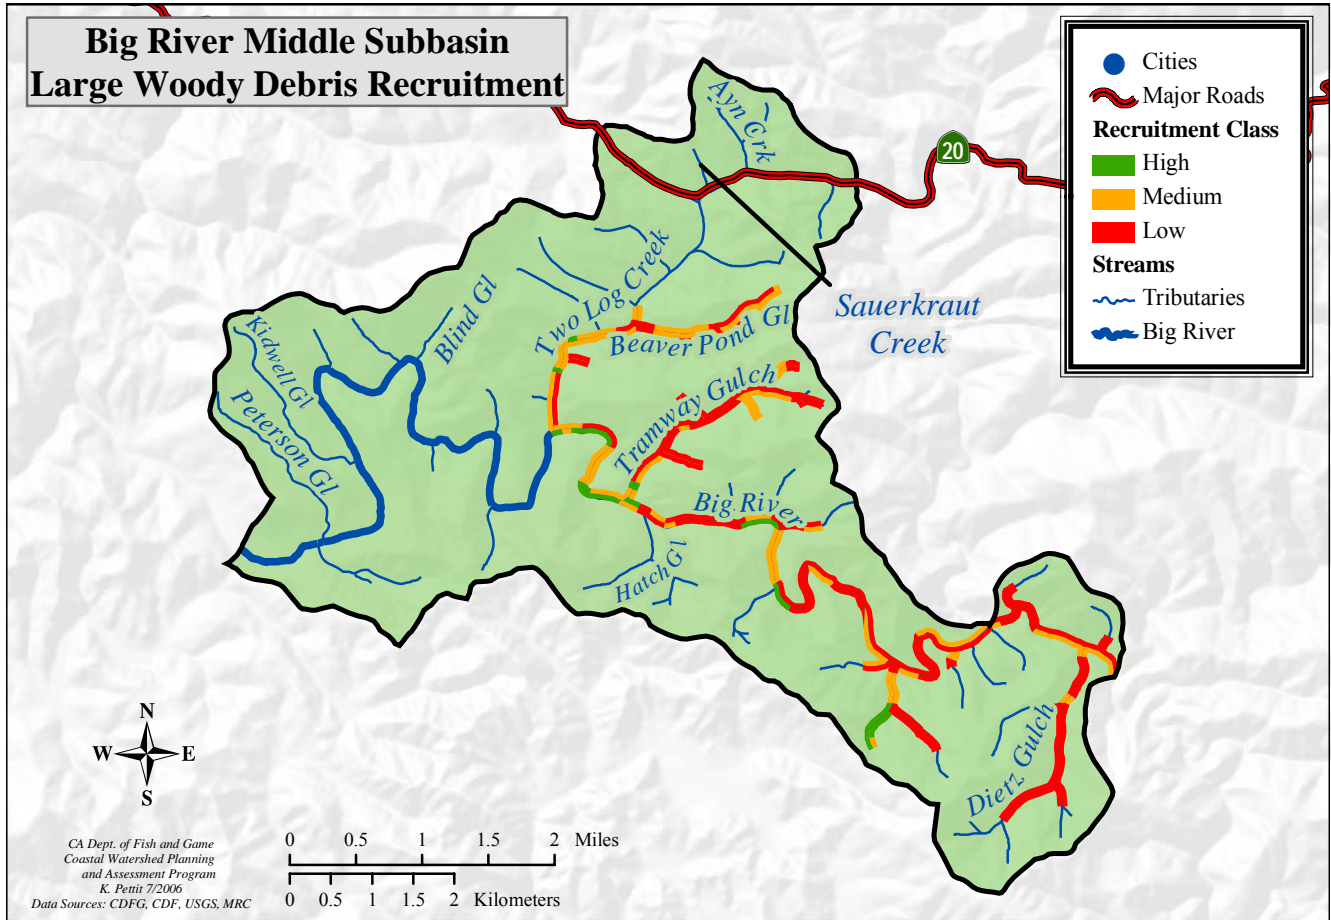 Big River Middle Subbasin
Large Woody Debris Recruitment
Cities
Major Roads
Recruitment Class
High
Medium
Low
Streams
Tributaries
Big River
20
Ayn Crk
Sauerkraut
Creek
Two Log Creek
Beaver Pond Gl
Blind Gl
Kidwell Gl
Peterson Gl
Tramway Gulch
Big River
Hatch Gl
Dietz Gulch
N
W E
S
CA Dept. of Fish and Game
Coastal Watershed Planning
and Assessment Program
K. Pettit 7/2006
Data Sources: CDFG, CDF, USGS, MRC
0 0.5 1 1.5 2 Miles
0 0.5 1 1.5 2 Kilometers